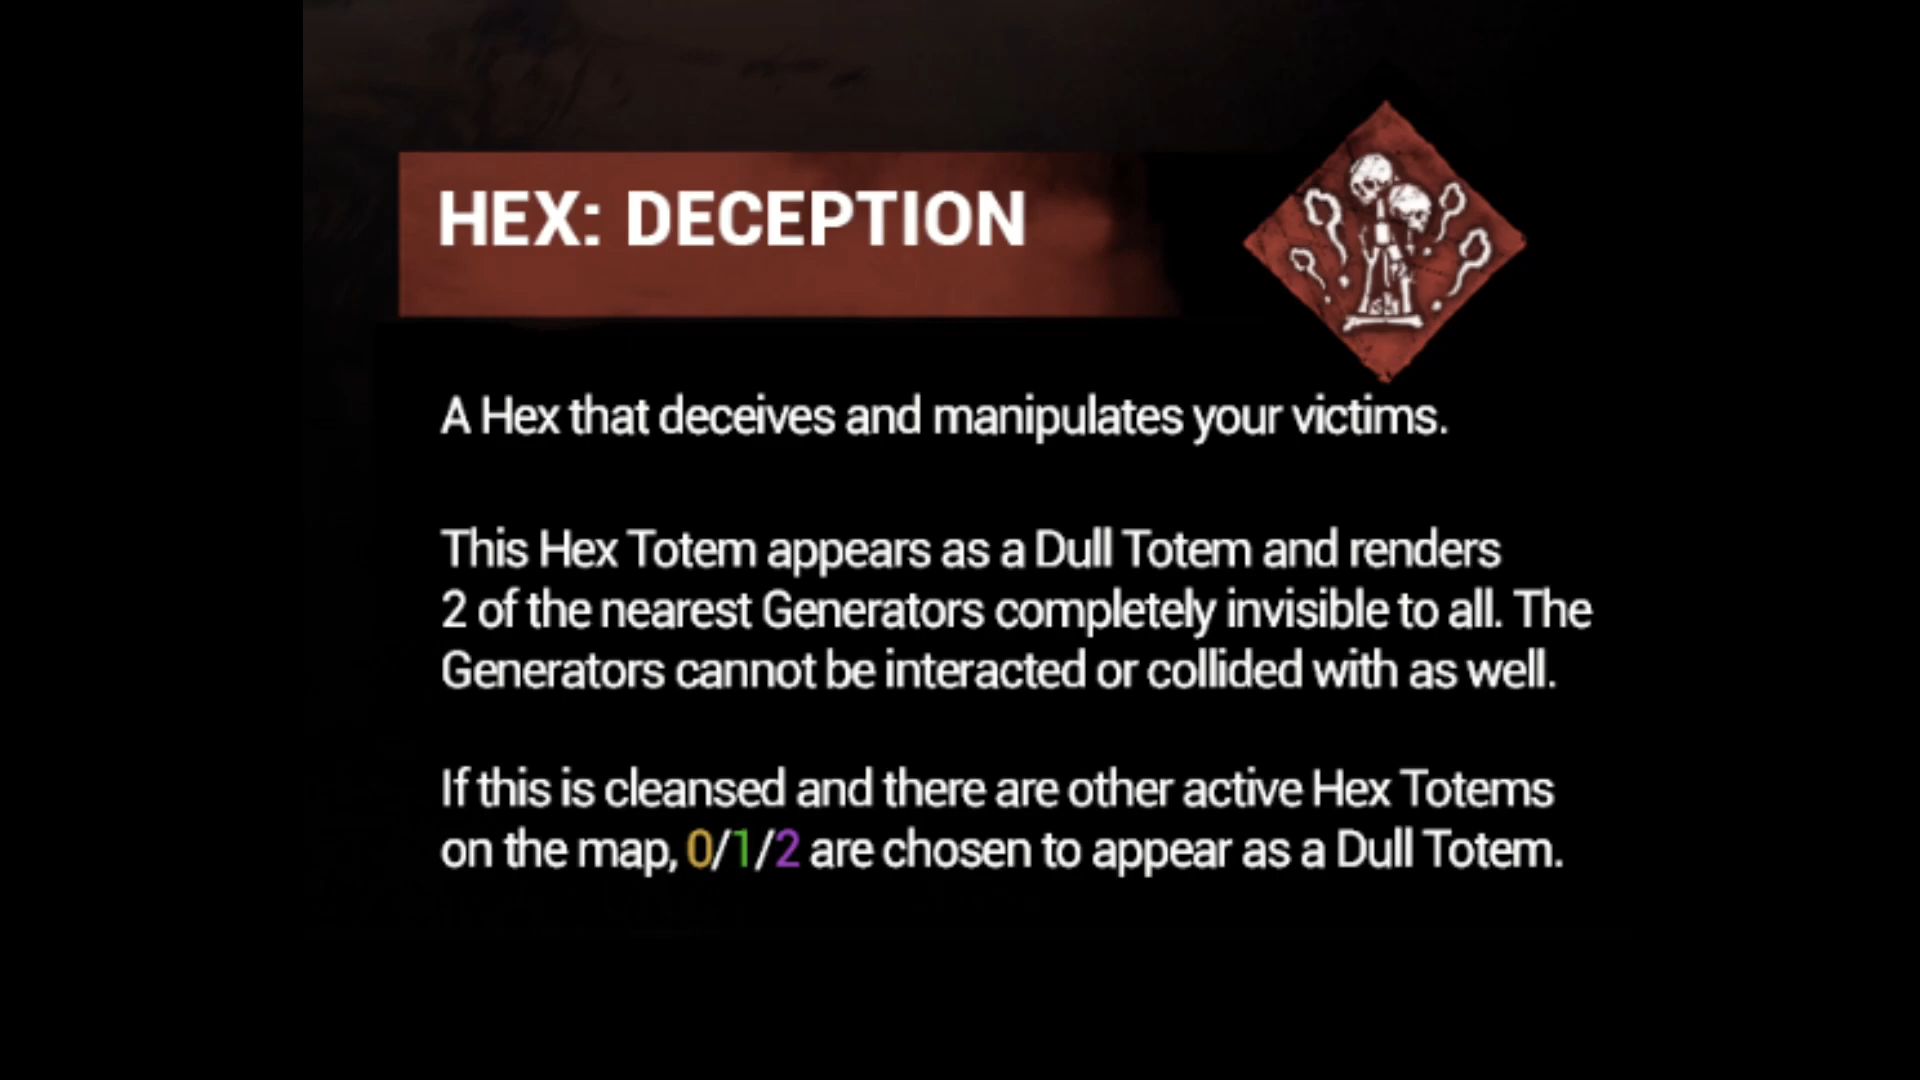 HEX: DECEPTION
A Hex that deceives and manipulates your victims.
This Hex Totem appears as a Dull Totem and renders
2 of the nearest Generators completely invisible to all. The
Generators cannot be interacted or collided with as well.
If this is cleansed and there are other active Hex Totems
on the map, 0/1/2 are chosen to appear as a Dull Totem.